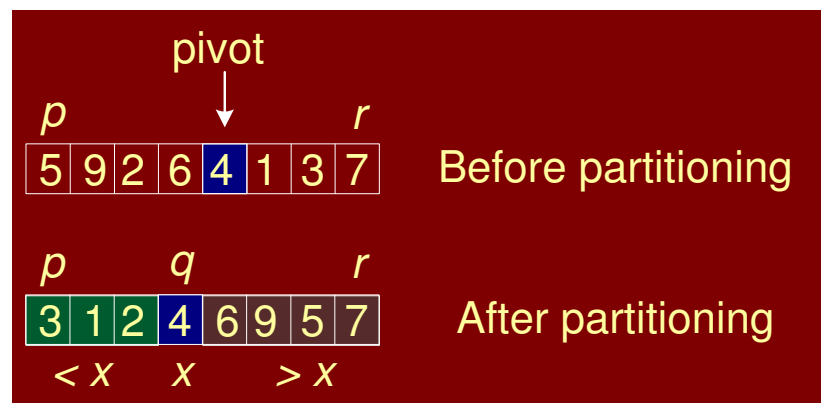 pivot
p r
5 9 2 6 4 1 3 7 Before partitioning
p q r
3 1 2 4 6 9 5 7 After partitioning
< x x > x